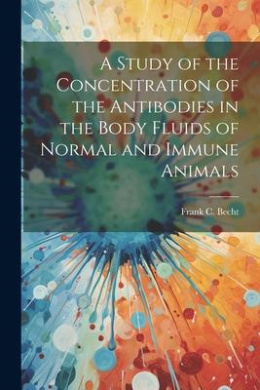 A Study of the
Concentration of
the Antibodies in
the Body Fluids of
Normal and Immune
Animals
Frank C. Becht